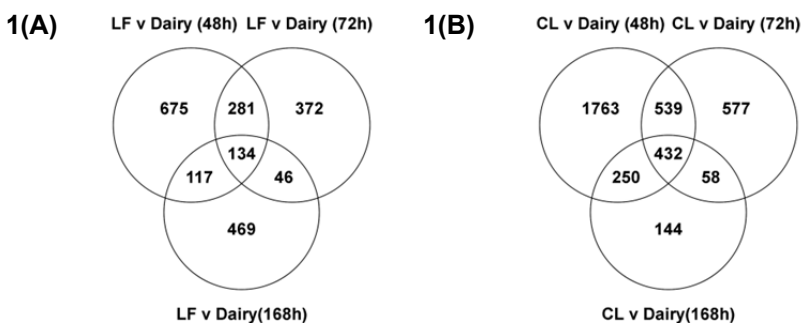 1(A) LF v Dairy (48h) LF v Dairy (72h)
675 281 372
134
117 46
469
LF v Dairy(168h)
1(B) CL v Dairy (48h) CL v Dairy (72h)
1763 539 577
432
250 58
144
CL v Dairy(168h)